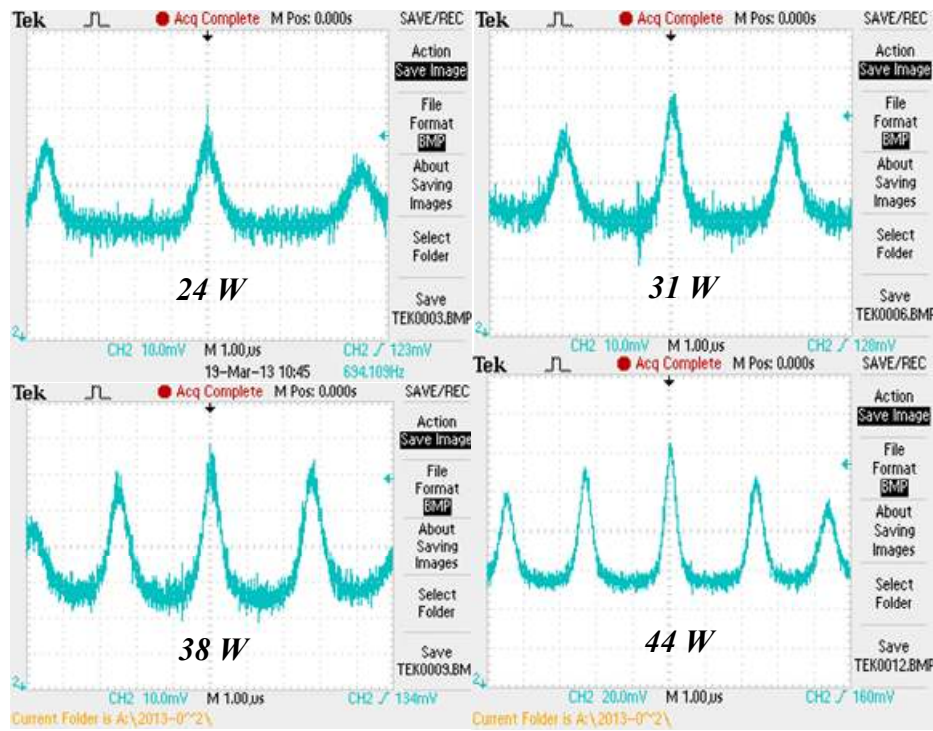 Tek Acq Complete M Pos: 0.000s SAVE/REC
Action
Save Image
File
Format
BMP
About
Saving
Images
Select
Folder
Save
TEK0003.BMP
24 W
2
CH2 10.0mV M 1.00µs CH2 123mV
19-Mar-13 10:45 694.109Hz
Tek Acq Complete M Pos: 0.000s SAVE/REC
Action
Save Image
File
Format
BMP
About
Saving
Images
Select
Folder
Save
TEK0006.BMP
31 W
2
CH2 10.0mV M 1.00µs CH2 128mV
Tek Acq Complete M Pos: 0.000s SAVE/REC
Action
Save Image
File
Format
BMP
About
Saving
Images
Select
Folder
Save
TEK0009.BM
38 W
2
CH2 10.0mV M 1.00µs CH2 134mV
Current Folder is A:\2013-0^^2\
Tek Acq Complete M Pos: 0.000s SAVE/REC
Action
Save Image
File
Format
BMP
About
Saving
Images
Select
Folder
Save
TEK0012.BMP
44 W
2
CH2 20.0mV M 1.00µs CH2 160mV
Current Folder is A:\2013-0^^2\